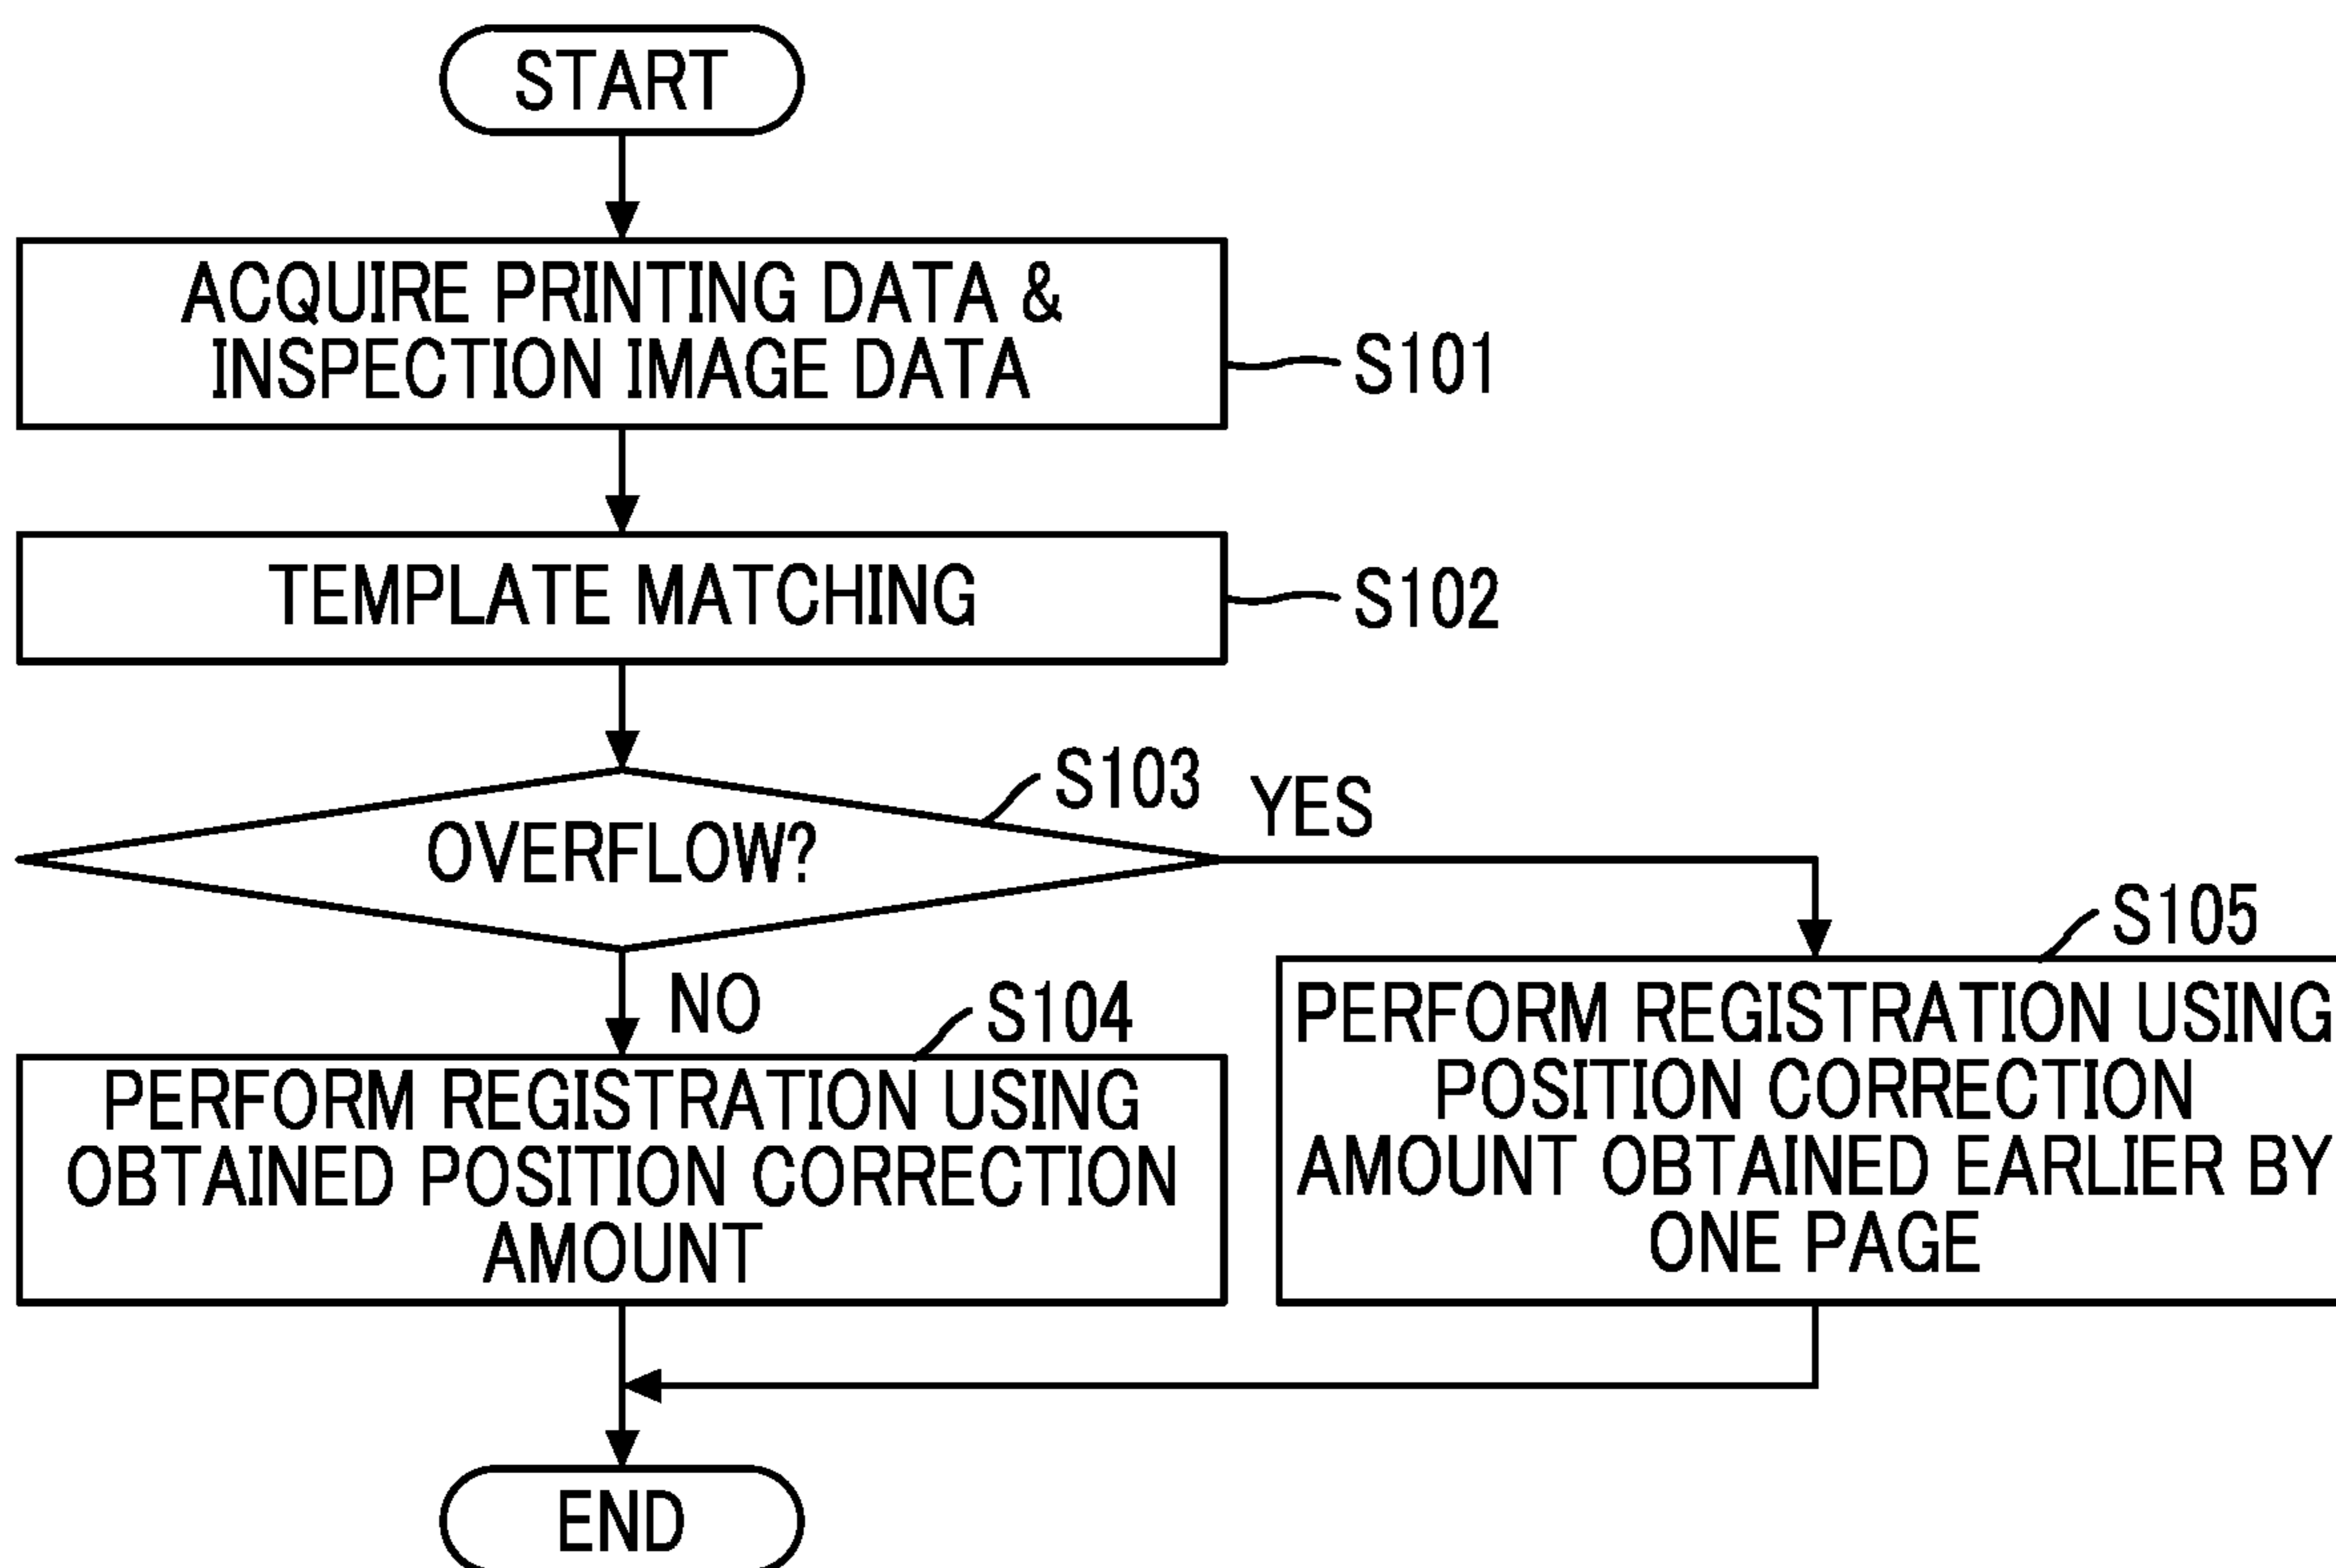 START
ACQUIRE PRINTING DATA &
INSPECTION IMAGE DATA
S101
TEMPLATE MATCHING
S102
OVERFLOW?
S103
YES
NO
S104
PERFORM REGISTRATION USING
OBTAINED POSITION CORRECTION
AMOUNT
S105
PERFORM REGISTRATION USING
POSITION CORRECTION
AMOUNT OBTAINED EARLIER BY
ONE PAGE
END